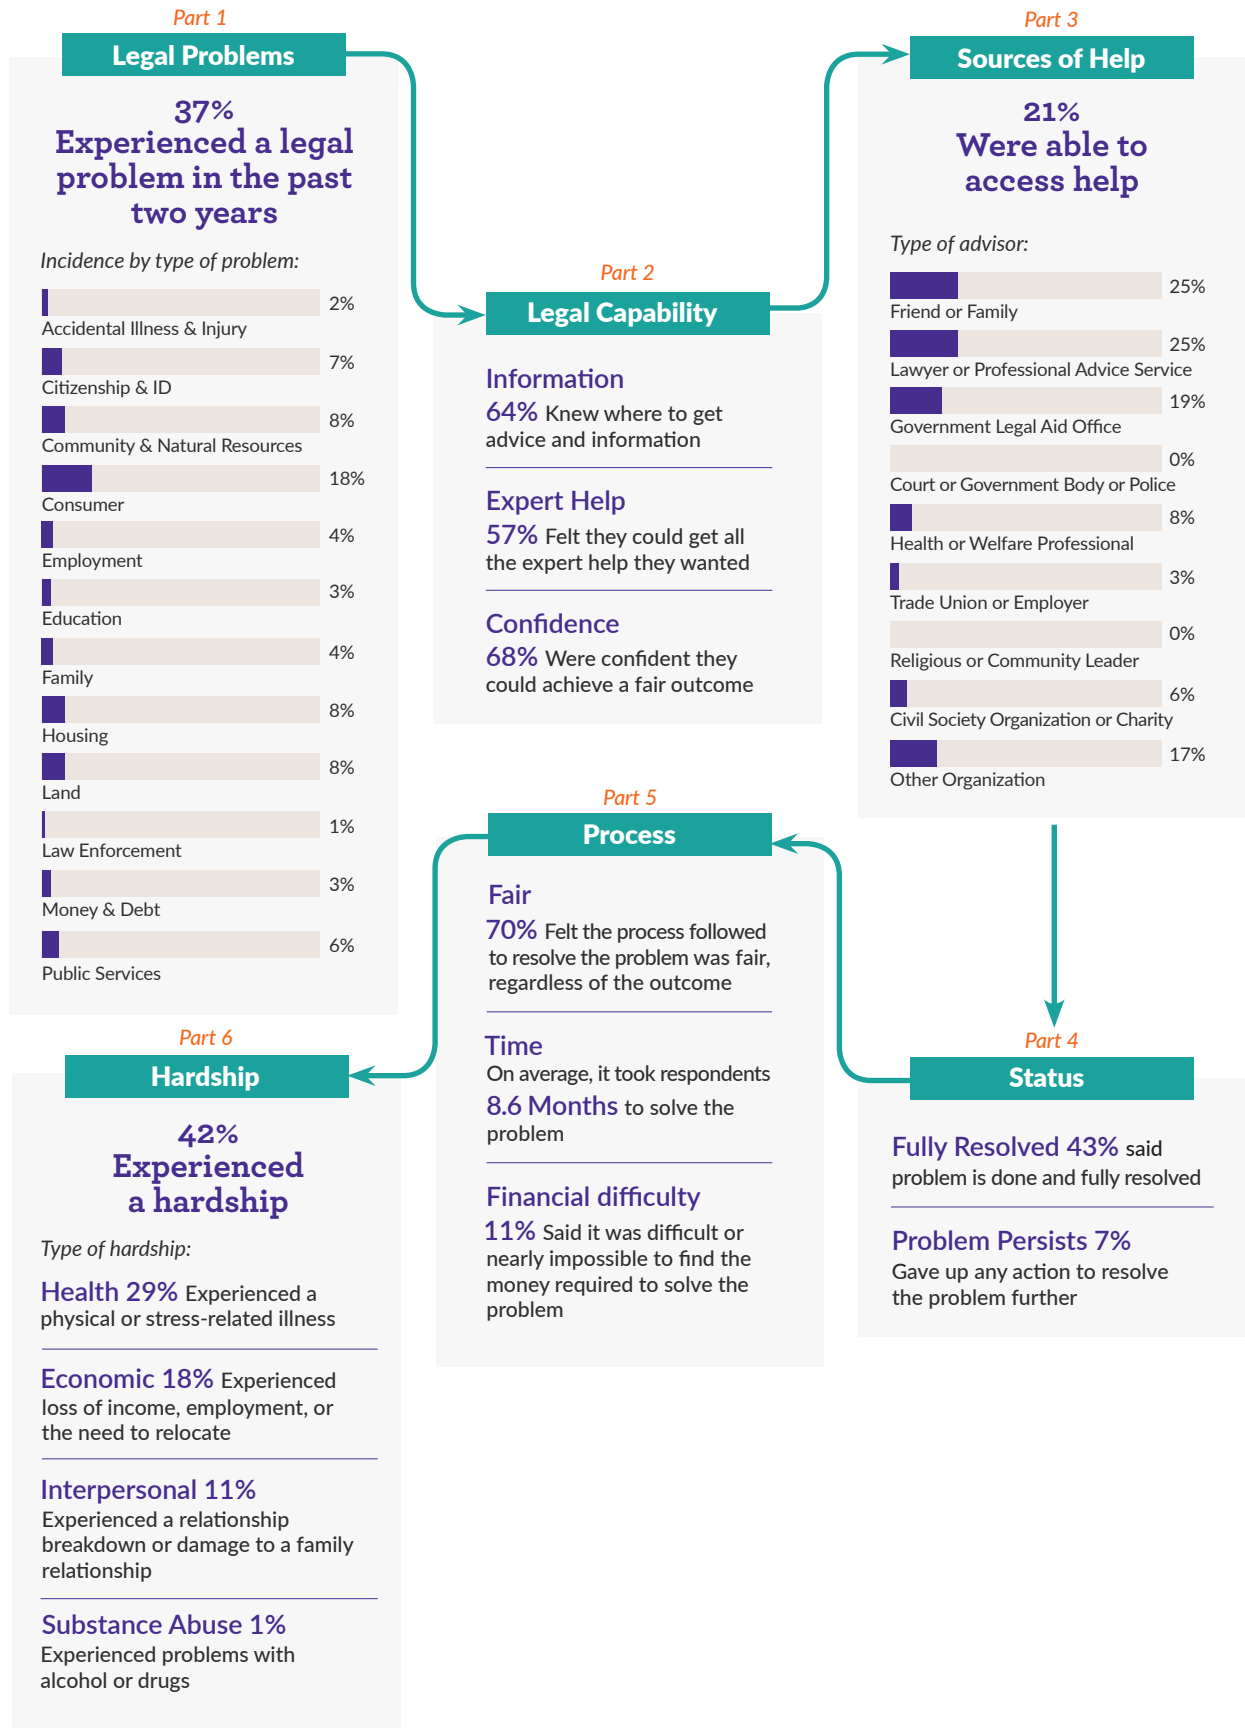 Part 1
Legal Problems
37%
Experienced a legal
problem in the past
two years
Incidence by type of problem:
2%
Accidental Illness & Injury
7%
Citizenship & ID
8%
Community & Natural Resources
18%
Consumer
4%
Employment
3%
Education
4%
Family
8%
Housing
8%
Land
1%
Law Enforcement
3%
Money & Debt
6%
Public Services
Part 2
Legal Capability
Information
64% Knew where to get
advice and information
Expert Help
57% Felt they could get all
the expert help they wanted
Confidence
68% Were confident they
could achieve a fair outcome
Part 3
Sources of Help
21%
Were able to
access help
Type of advisor:
25%
Friend or Family
25%
Lawyer or Professional Advice Service
19%
Government Legal Aid Office
0%
Court or Government Body or Police
8%
Health or Welfare Professional
3%
Trade Union or Employer
0%
Religious or Community Leader
6%
Civil Society Organization or Charity
17%
Other Organization
Part 4
Status
Fully Resolved 43% said
problem is done and fully resolved
Problem Persists 7%
Gave up any action to resolve
the problem further
Part 5
Process
Fair
70% Felt the process followed
to resolve the problem was fair,
regardless of the outcome
Time
On average, it took respondents
8.6 Months to solve the
problem
Financial difficulty
11% Said it was difficult or
nearly impossible to find the
money required to solve the
problem
Part 6
Hardship
42%
Experienced
a hardship
Type of hardship:
Health 29% Experienced a
physical or stress-related illness
Economic 18% Experienced
loss of income, employment, or
the need to relocate
Interpersonal 11%
Experienced a relationship
breakdown or damage to a family
relationship
Substance Abuse 1%
Experienced problems with
alcohol or drugs